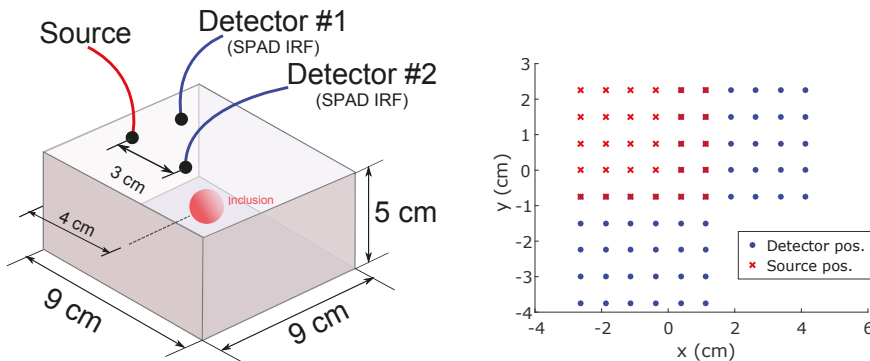 Source
Detector #1
(SPAD IRF)
Detector #2
(SPAD IRF)
3 cm
Inclusion
4 cm
5 cm
9 cm
9 cm
3
2
1
0
-1
-2
-3
-4
y (cm)
-4
-2
0
2
4
6
x (cm)
Detector pos.
Source pos.